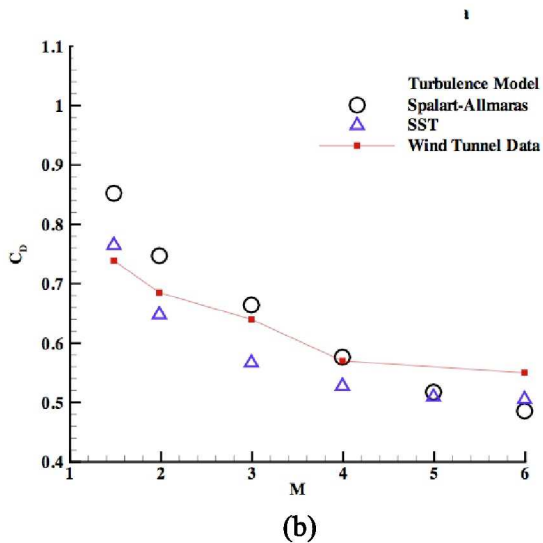 1.1
1
0.9
0.8
0.7
0.6
0.5
0.4
C_D
1 2 3 4 5 6
M
Turbulence Model
Spalart-Allmaras
SST
Wind Tunnel Data
(b)